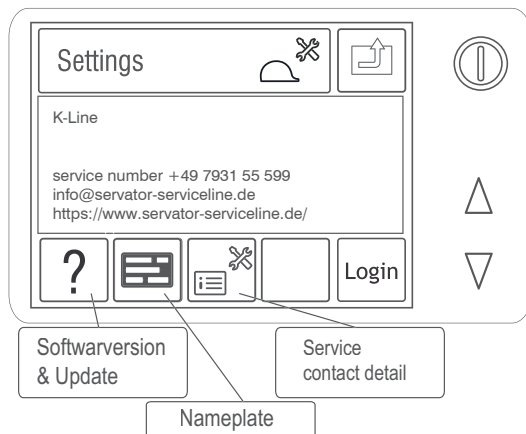 Settings
K-Line
service number +49 7931 55 599
info@servator-serviceline.de
https://www.servator-serviceline.de/
?
Login
Softwarversion
& Update
Service
contact detail
Nameplate